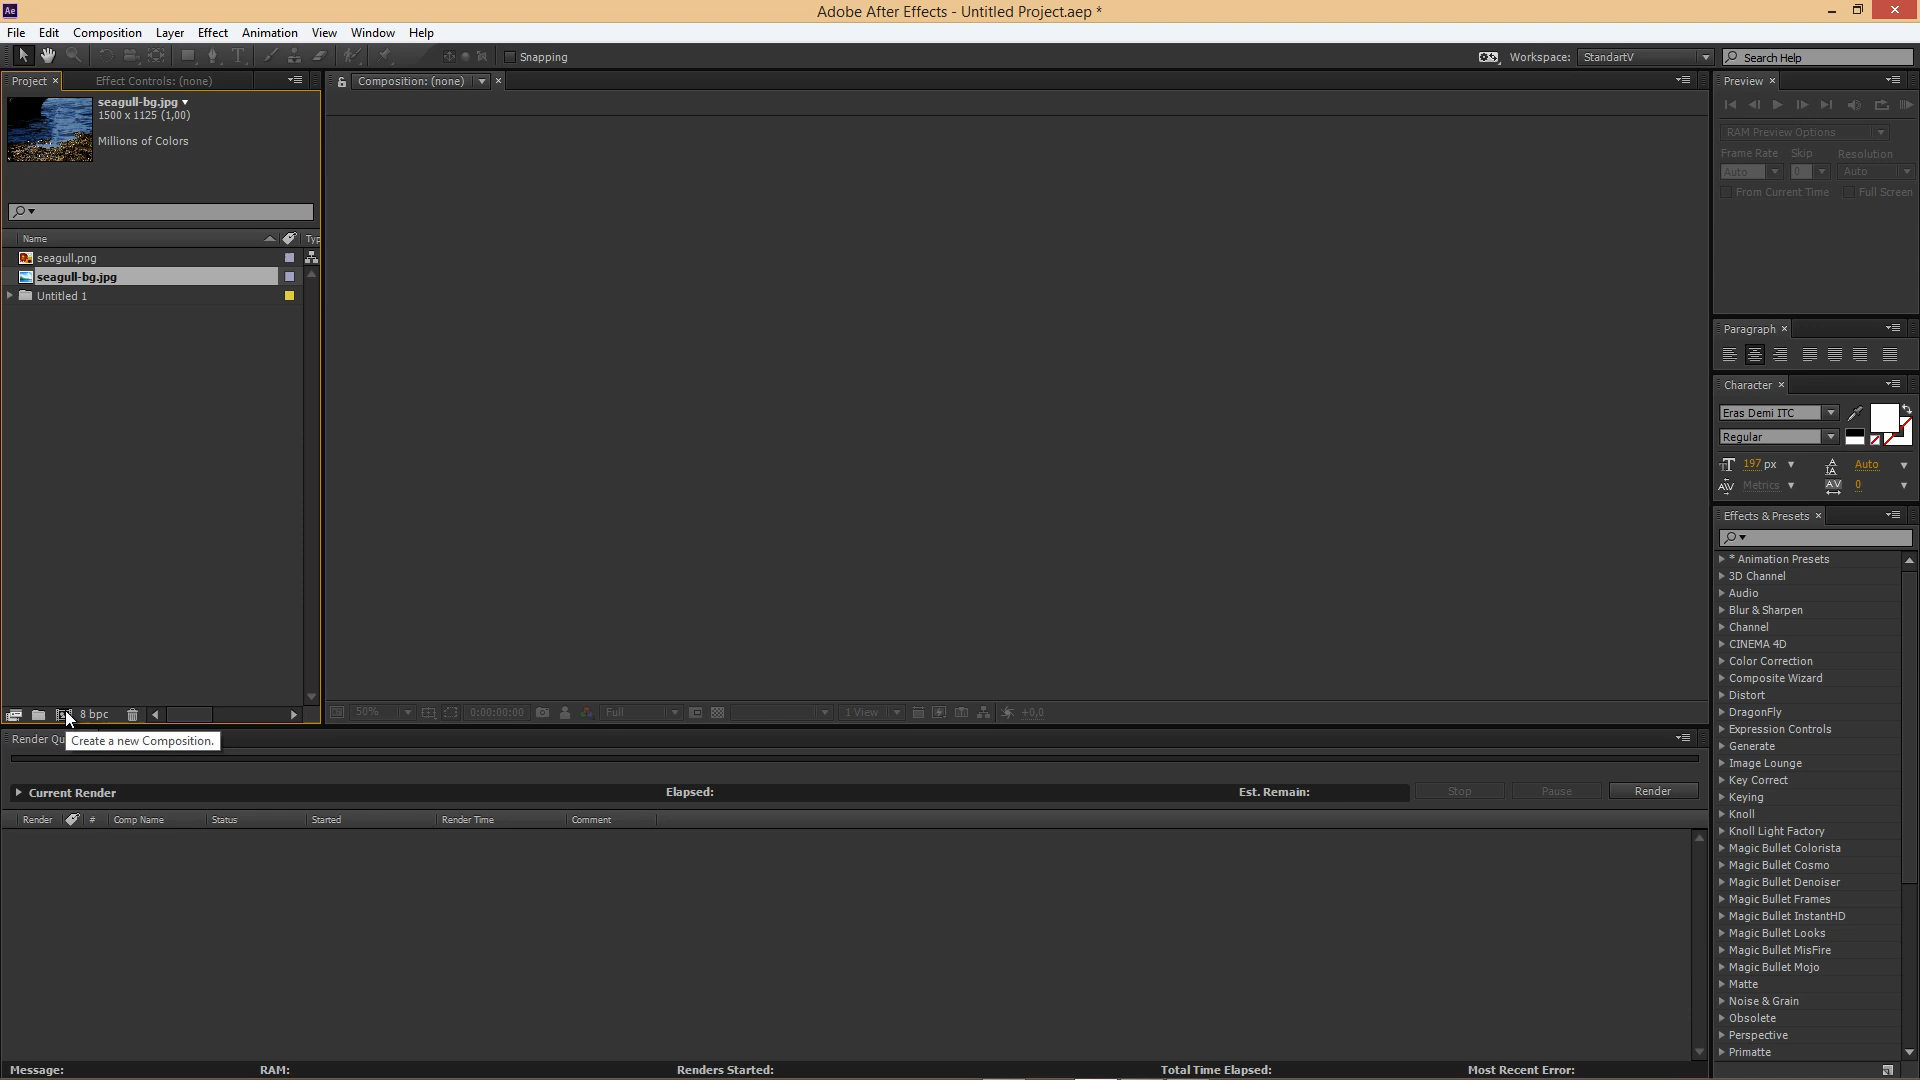 Ae Adobe After Effects - Untitled Project.aep *
File Edit Composition Layer Effect Animation View Window Help
T Snapping Workspace: StandartV Search Help
Project × Effect Controls: (none) Composition: (none) × Preview ×
seagull-bg.jpg
1500 x 1125 (1,00)
Millions of Colors
RAM Preview Options
Frame Rate Skip Resolution
Auto 0 Auto
From Current Time Full Screen
Name Typ
seagull.png
seagull-bg.jpg
Untitled 1
Paragraph ×
Character ×
Eras Demi ITC
Regular
197 px Auto
Metrics 0
Effects & Presets ×
* Animation Presets
3D Channel
Audio
Blur & Sharpen
Channel
CINEMA 4D
Color Correction
Composite Wizard
Distort
DragonFly
Expression Controls
Generate
Image Lounge
Key Correct
Keying
Knoll
Knoll Light Factory
Magic Bullet Colorista
Magic Bullet Cosmo
Magic Bullet Denoiser
Magic Bullet Frames
Magic Bullet InstantHD
Magic Bullet Looks
Magic Bullet MisFire
Magic Bullet Mojo
Matte
Noise & Grain
Obsolete
Perspective
Primatte
8 bpc 50% 0:00:00:00 Full 1 View +0,0
Render Qu
Create a new Composition.
Current Render Elapsed: Est. Remain: Stop Pause Render
Render # Comp Name Status Started Render Time Comment
Message: RAM: Renders Started: Total Time Elapsed: Most Recent Error: